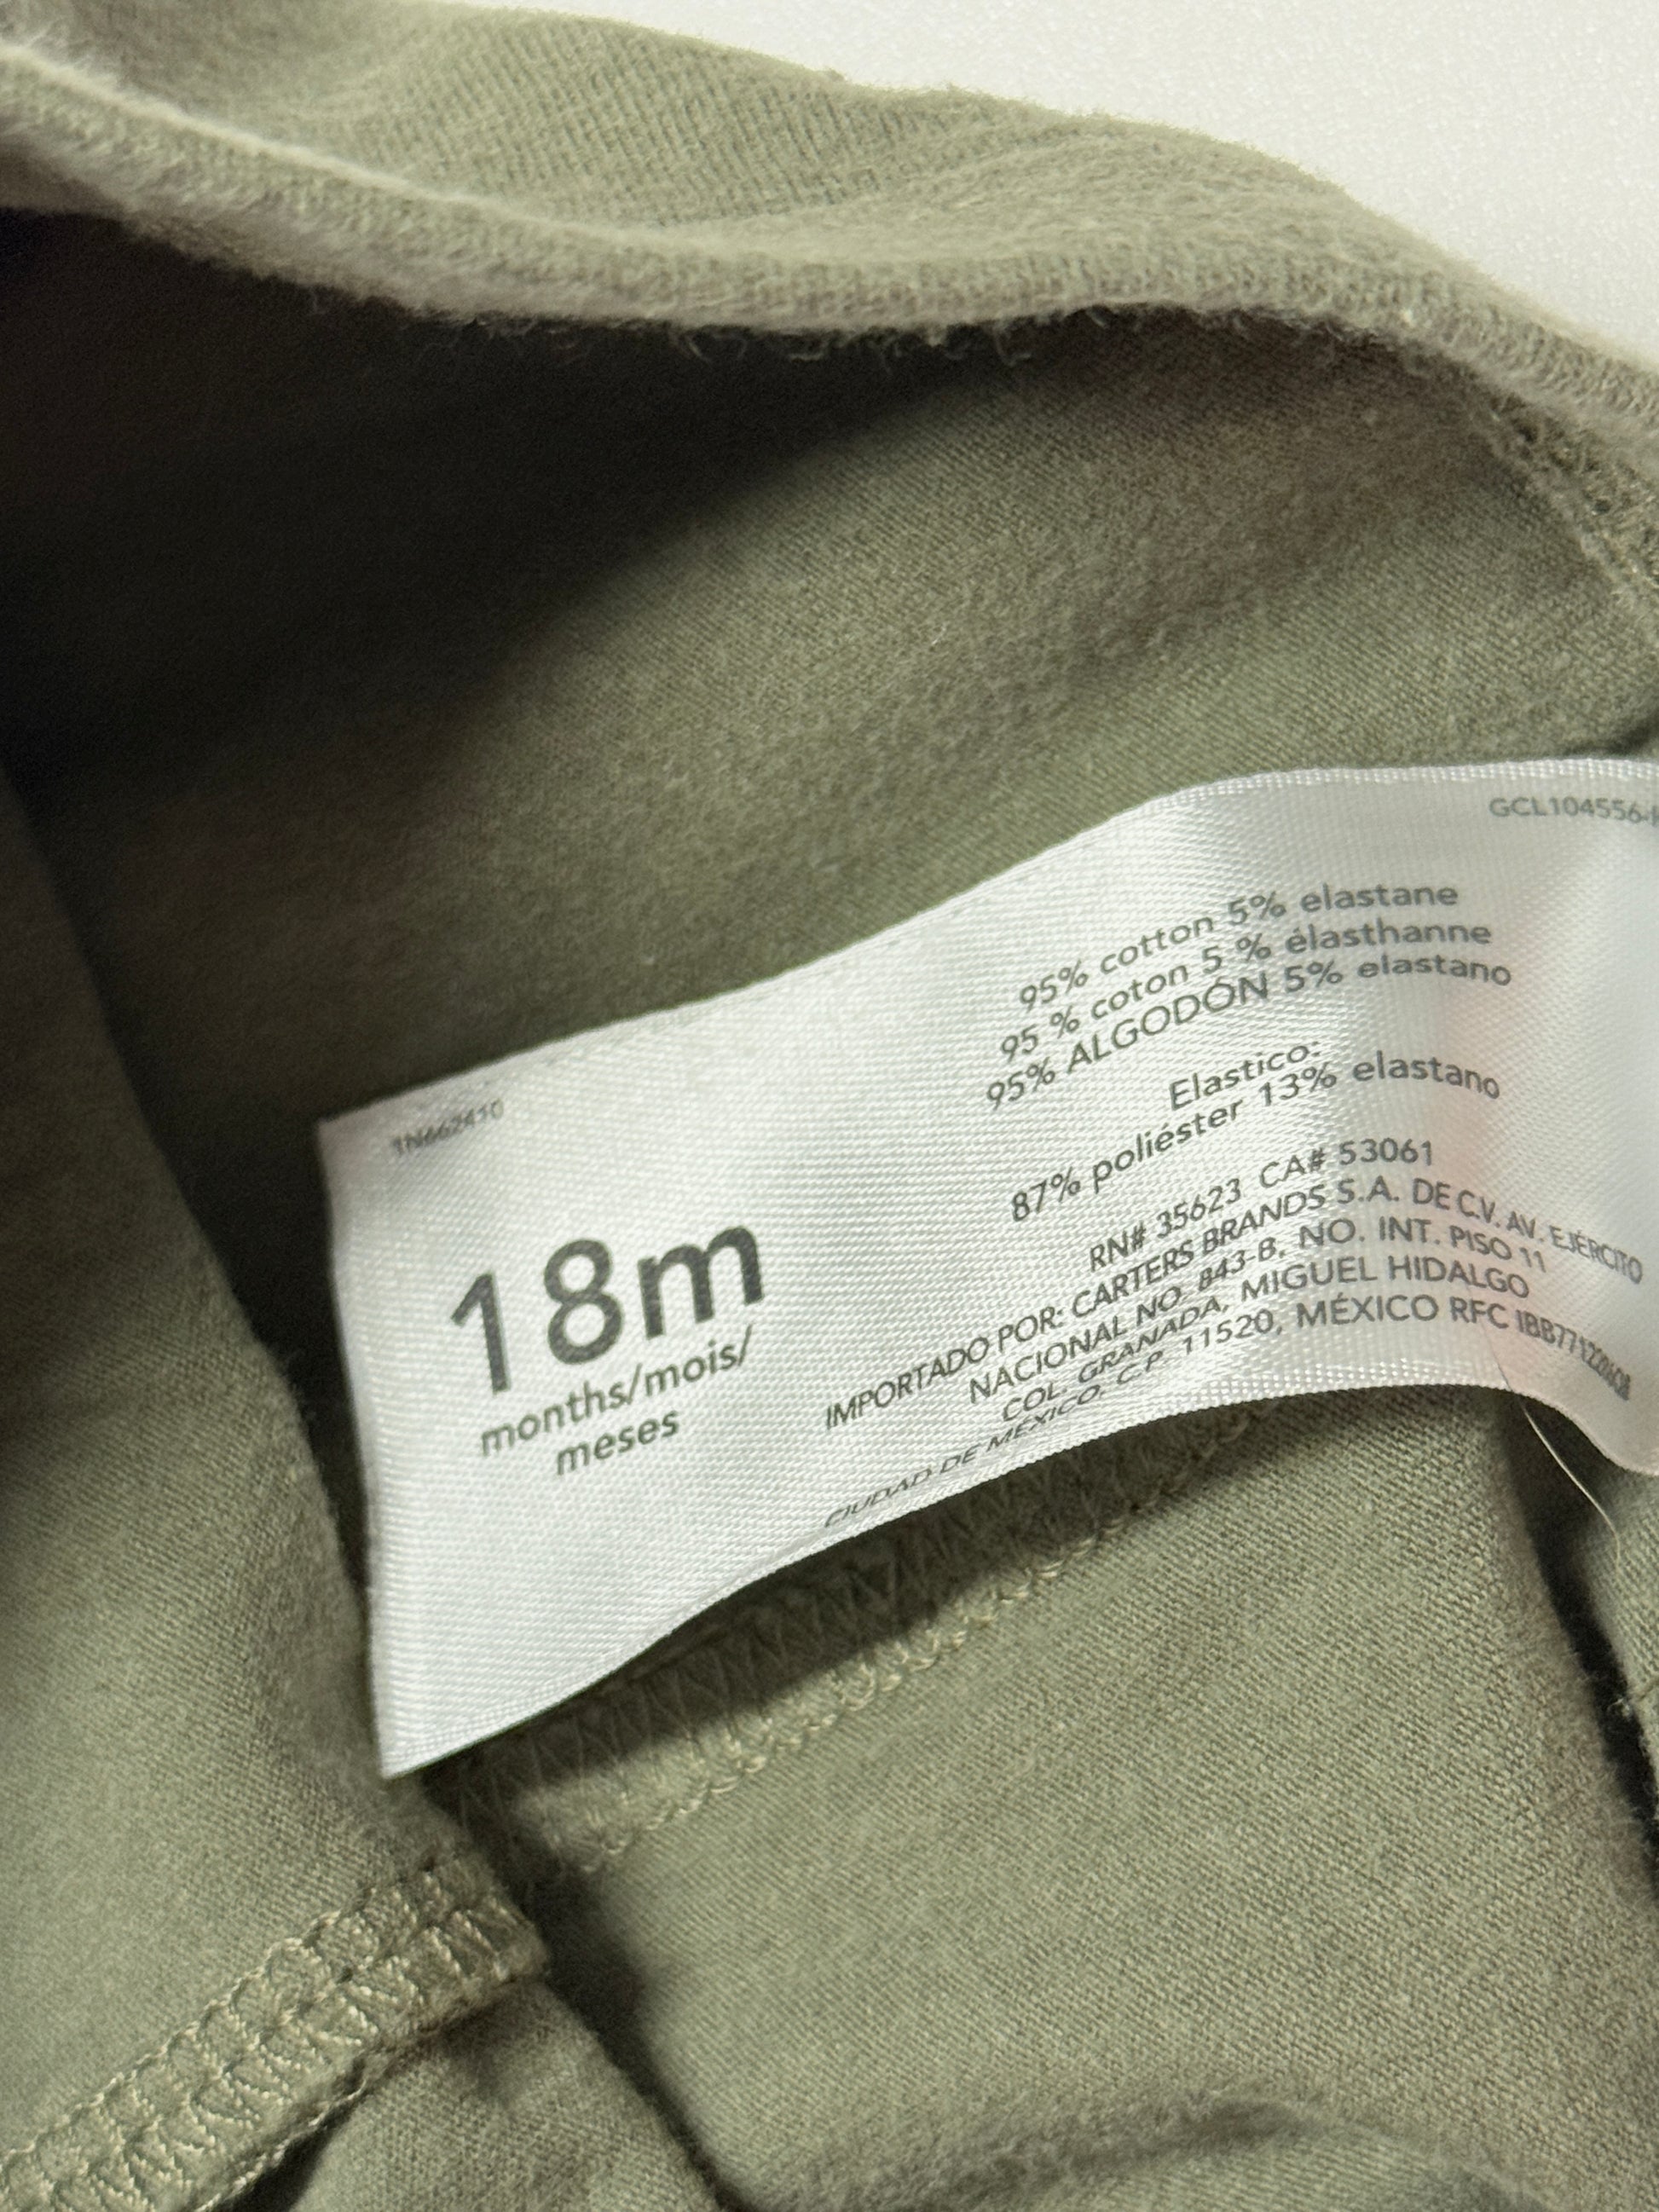 GCL104556-
1N662410
18m
months/mois/
meses
95% cotton 5% elastane
95 % coton 5 % élasthanne
95% ALGODÓN 5% elastano
Elastico:
87% poliéster 13% elastano
RN# 35623 CA# 53061
IMPORTADO POR: CARTERS BRANDS S.A. DE C.V. AV. EJÉRCITO
NACIONAL NO. 843-B, NO. INT. PISO 11
COL. GRANADA, MIGUEL HIDALGO
CIUDAD DE MÉXICO. C.P. 11520, MÉXICO RFC